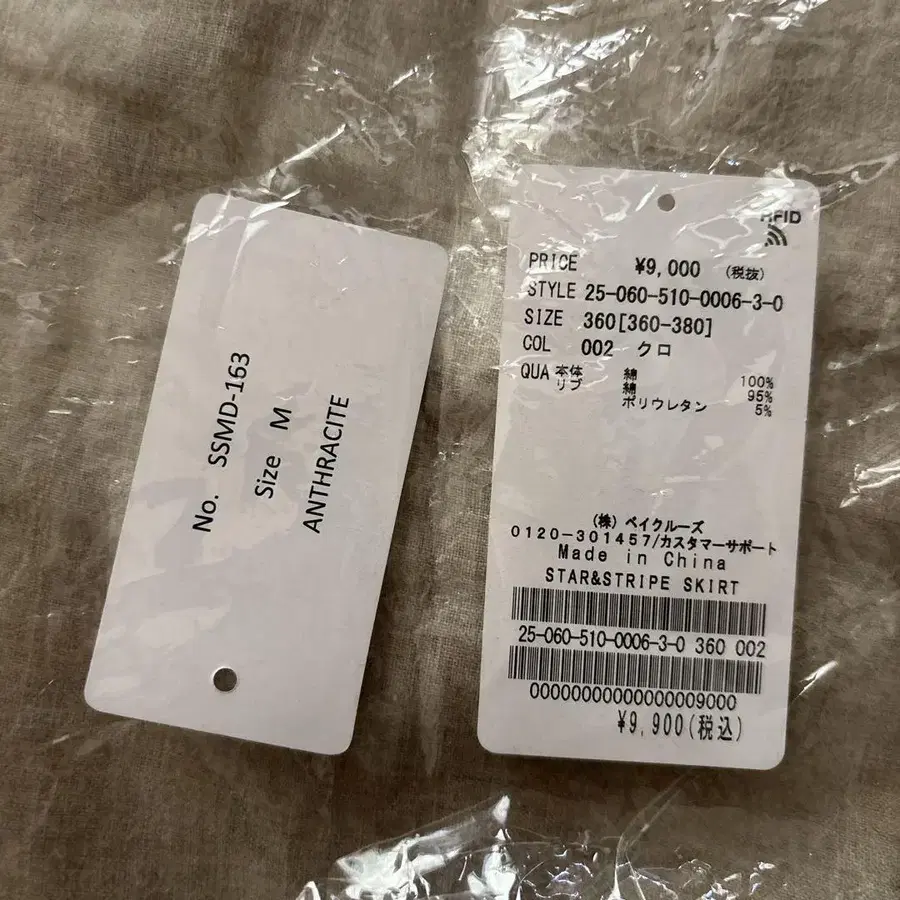 No. SSMD-163
Size M
ANTHRACITE
RFID
PRICE ¥9,000 (税抜)
STYLE 25-060-510-0006-3-0
SIZE 360[360-380]
COL 002 クロ
QUA 本体 綿 100%
リブ 綿 95%
ポリウレタン 5%
(株) ベイクルーズ
0120-301457/カスタマーサポート
Made in China
STAR&STRIPE SKIRT
25-060-510-0006-3-0 360 002
00000000000000009000
¥9,900(税込)